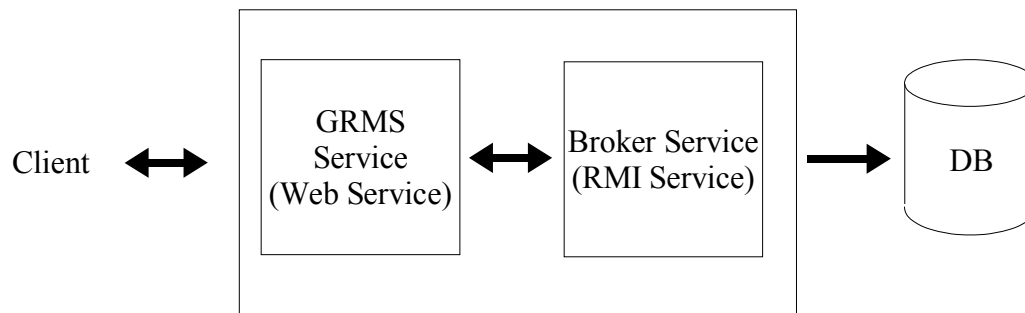 Client
GRMS
Service
(Web Service)
Broker Service
(RMI Service)
DB